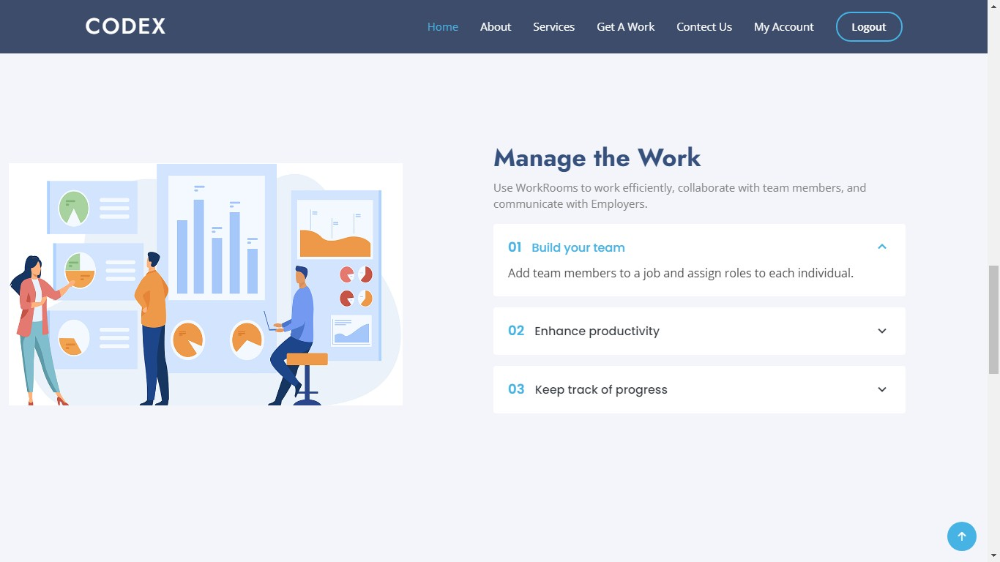 CODEX
Home About Services Get A Work Contect Us My Account Logout
Manage the Work
Use WorkRooms to work efficiently, collaborate with team members, and
communicate with Employers.
01 Build your team
Add team members to a job and assign roles to each individual.
02 Enhance productivity
03 Keep track of progress